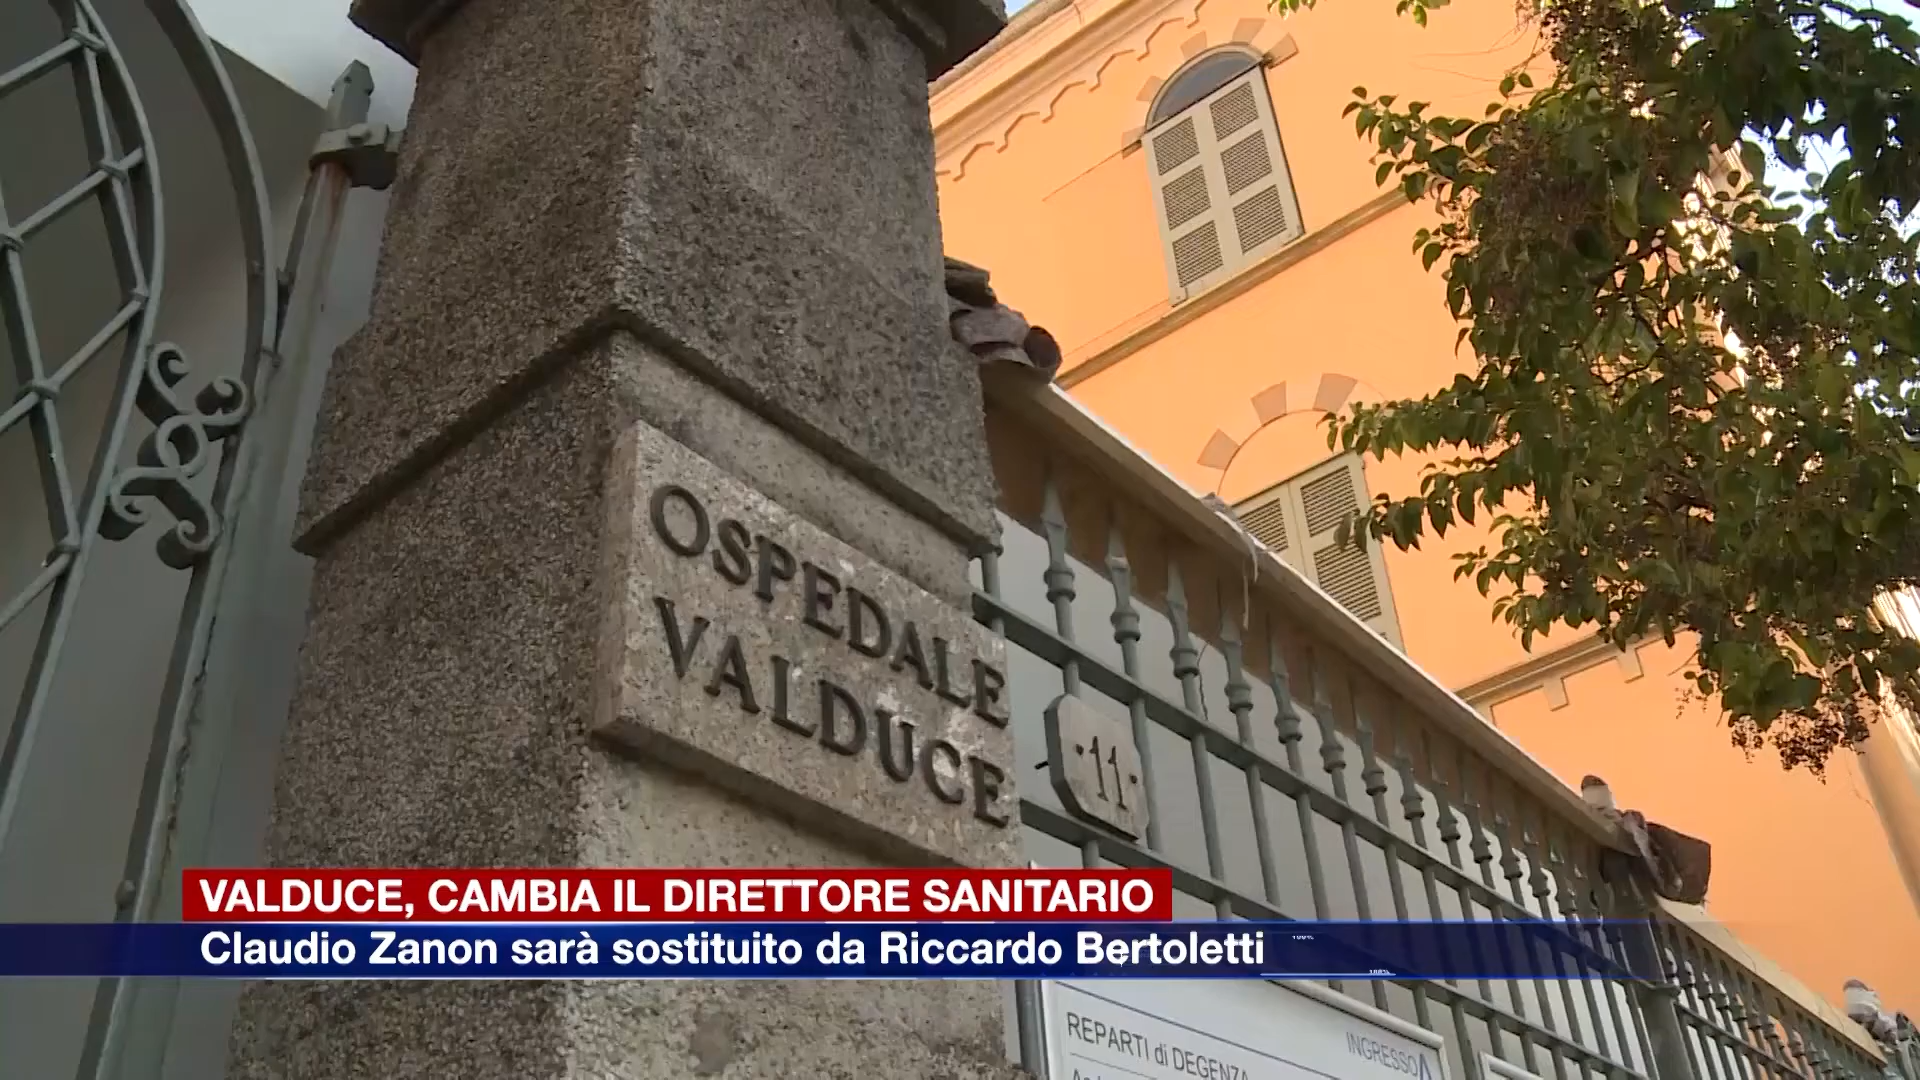 OSPEDALE
VALDUCE
·11·
VALDUCE, CAMBIA IL DIRETTORE SANITARIO
Claudio Zanon sarà sostituito da Riccardo Bertoletti
REPARTI di DEGENZA
INGRESSO A